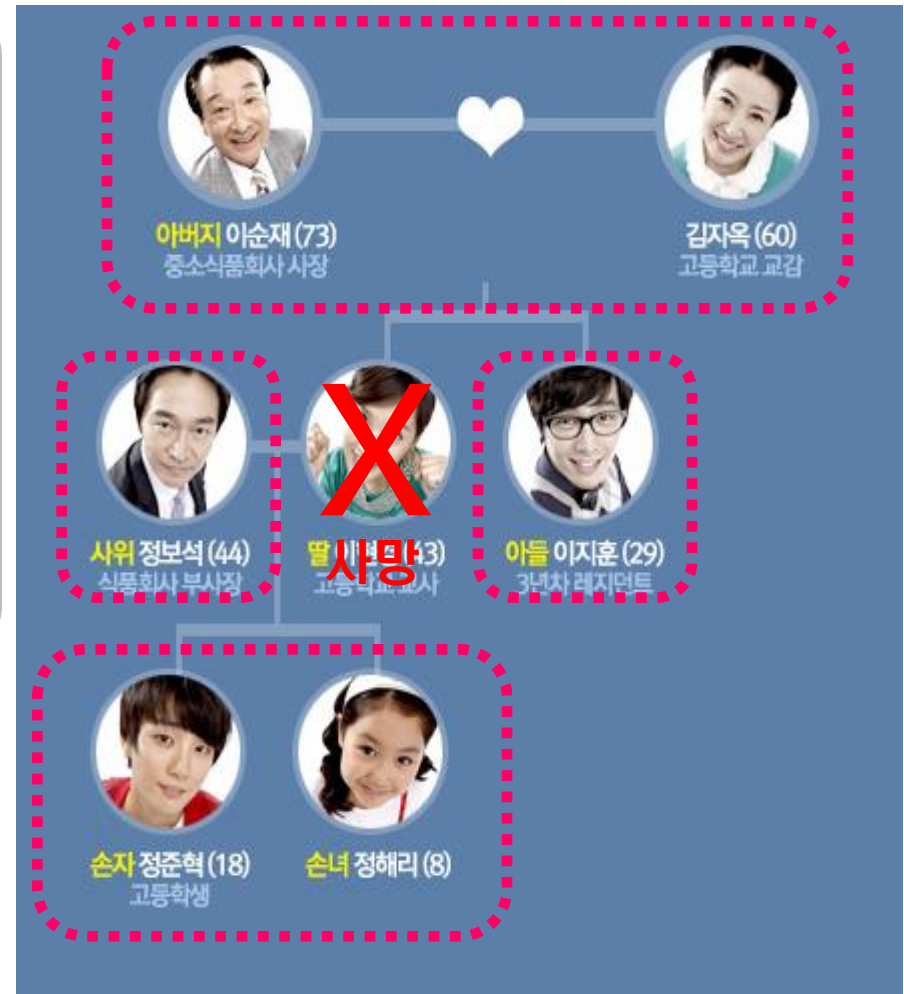 아버지 이순재 (73)
중소식품회사 사장
김자옥 (60)
고등학교 교감
X
사위 정보석 (44)
식품회사 부사장
딸 (43)
고등학교 교사
사망
아들 이지훈 (29)
3년차 레지던트
손자 정준혁 (18)
고등학생
손녀 정해리 (8)